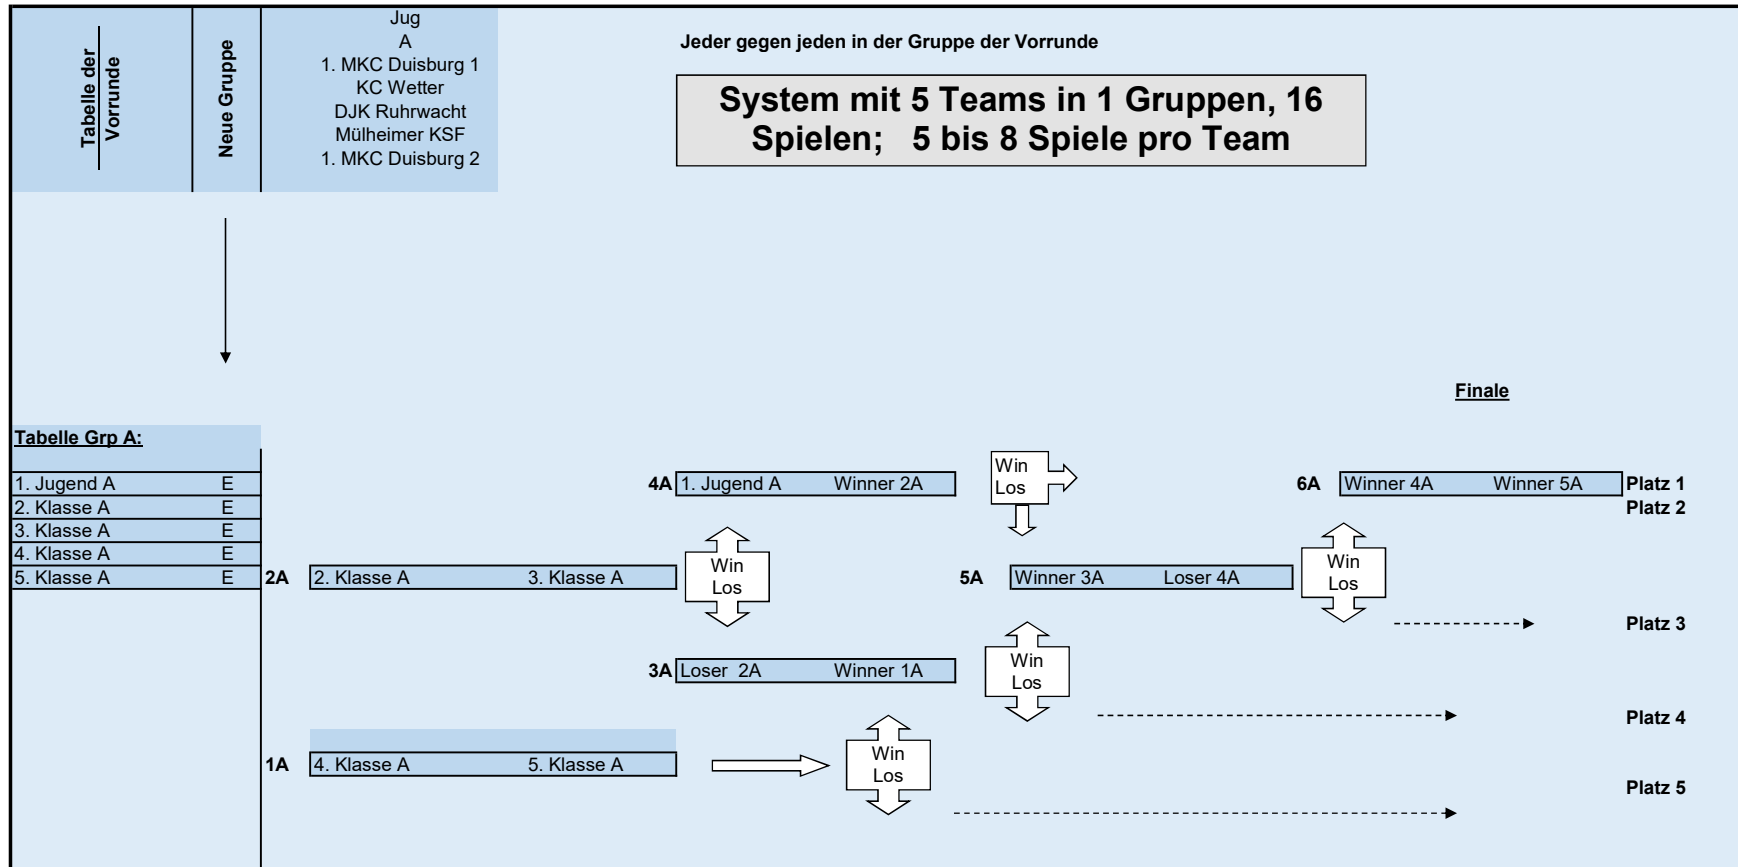 Tabelle der
Vorrunde
Neue Gruppe
Jug
A
1. MKC Duisburg 1
KC Wetter
DJK Ruhrwacht
Mülheimer KSF
1. MKC Duisburg 2
Jeder gegen jeden in der Gruppe der Vorrunde
System mit 5 Teams in 1 Gruppen, 16
Spielen; 5 bis 8 Spiele pro Team
Finale
Tabelle Grp A:
1. Jugend A E
2. Klasse A E
3. Klasse A E
4. Klasse A E
5. Klasse A E
4A 1. Jugend A Winner 2A
Win
Los
6A Winner 4A Winner 5A Platz 1
Platz 2
2A 2. Klasse A 3. Klasse A
Win
Los
5A Winner 3A Loser 4A
Win
Los
Platz 3
3A Loser 2A Winner 1A
Win
Los
Platz 4
1A 4. Klasse A 5. Klasse A
Win
Los
Platz 5